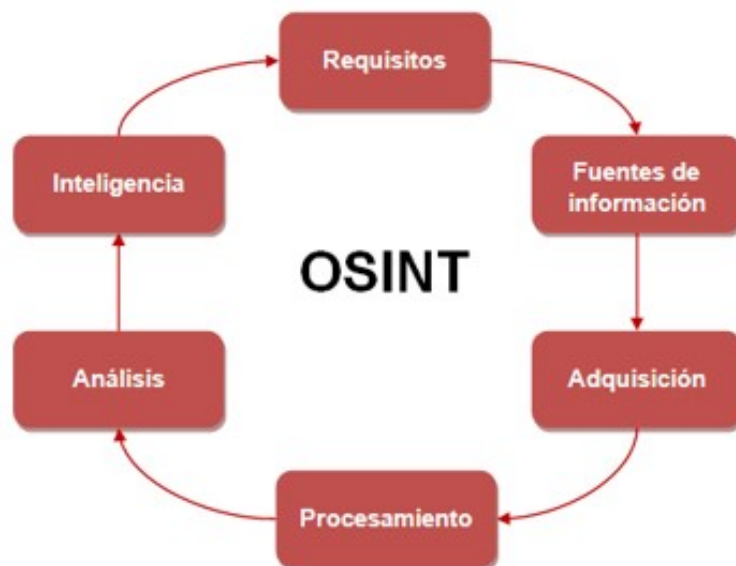 Requisitos
Fuentes de
información
Adquisición
Procesamiento
Análisis
Inteligencia
OSINT